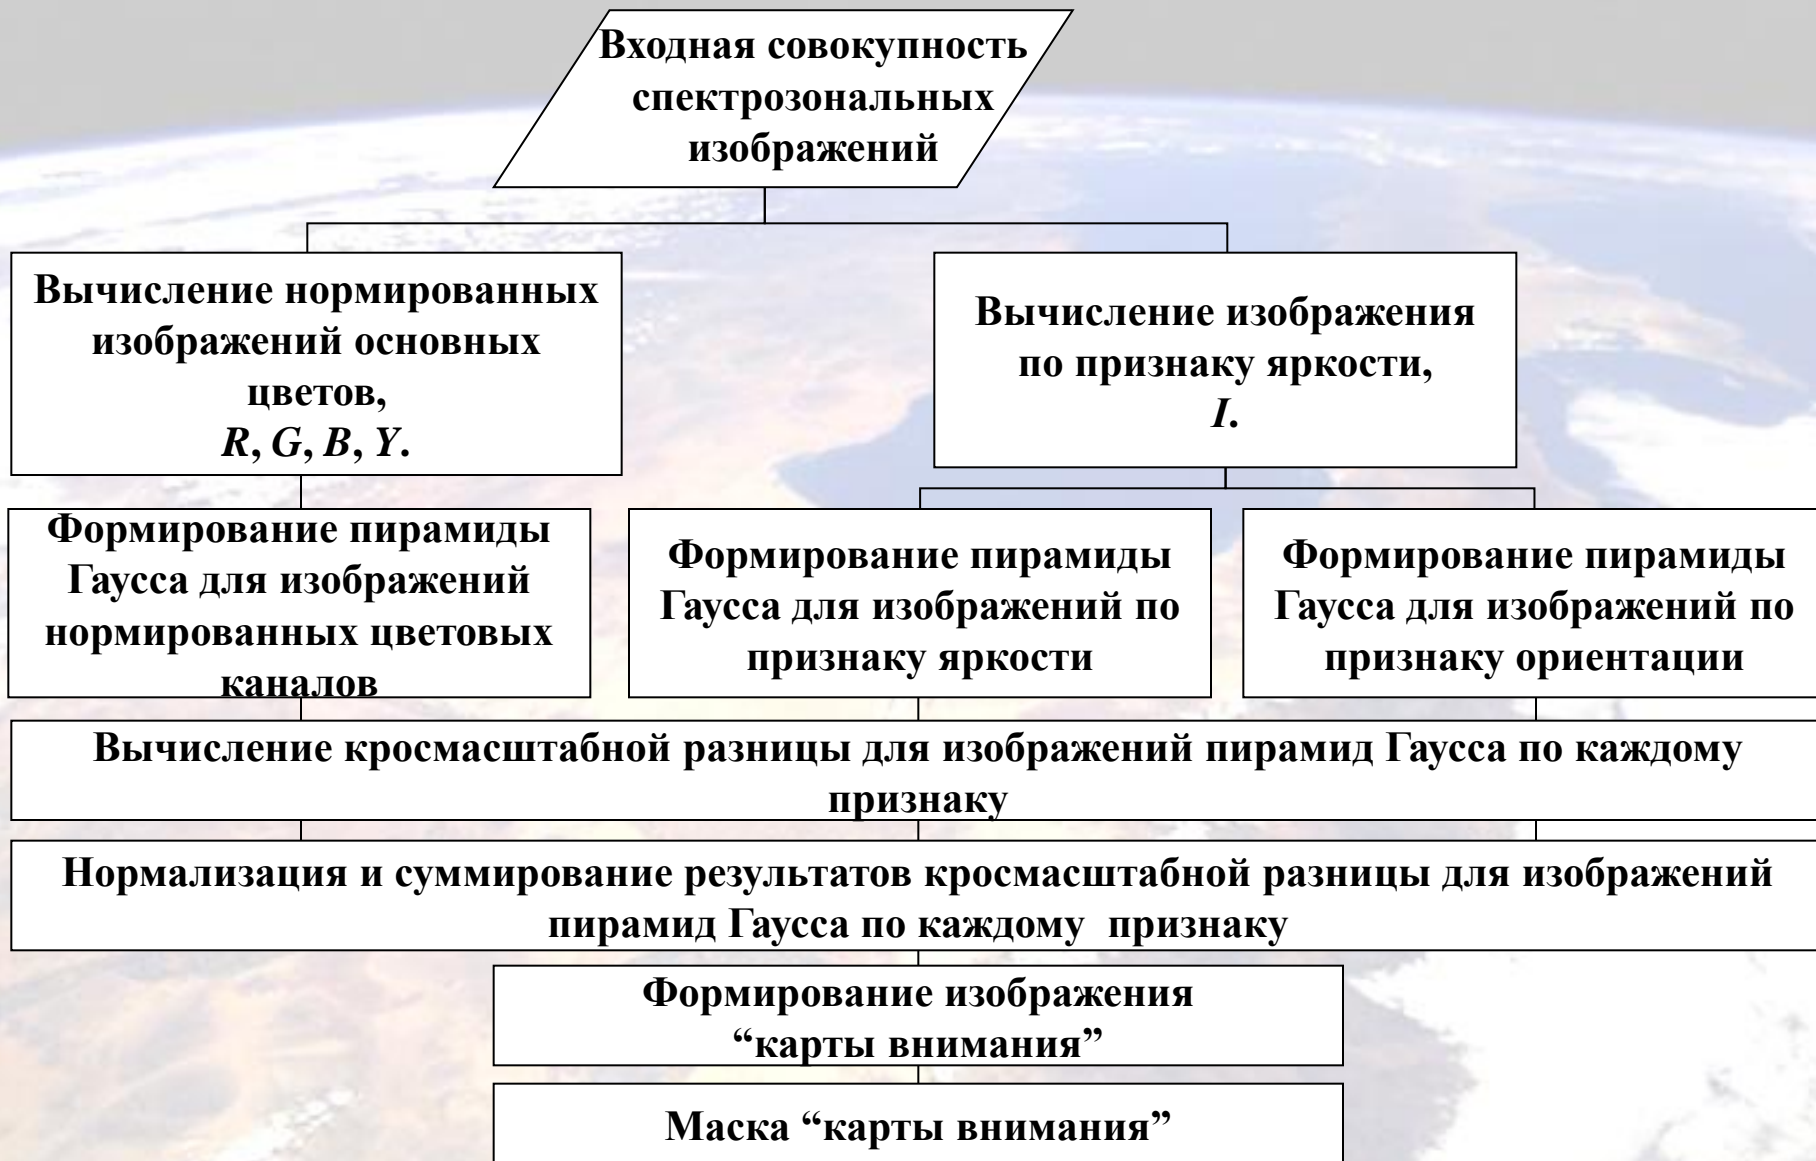 Входная совокупность
спектрозональных
изображений
Вычисление нормированных
изображений основных
цветов,
R, G, B, Y.
Вычисление изображения
по признаку яркости,
I.
Формирование пирамиды
Гаусса для изображений
нормированных цветовых
каналов
Формирование пирамиды
Гаусса для изображений по
признаку яркости
Формирование пирамиды
Гаусса для изображений по
признаку ориентации
Вычисление кросмасштабной разницы для изображений пирамид Гаусса по каждому
признаку
Нормализация и суммирование результатов кросмасштабной разницы для изображений
пирамид Гаусса по каждому признаку
Формирование изображения
“карты внимания”
Маска “карты внимания”